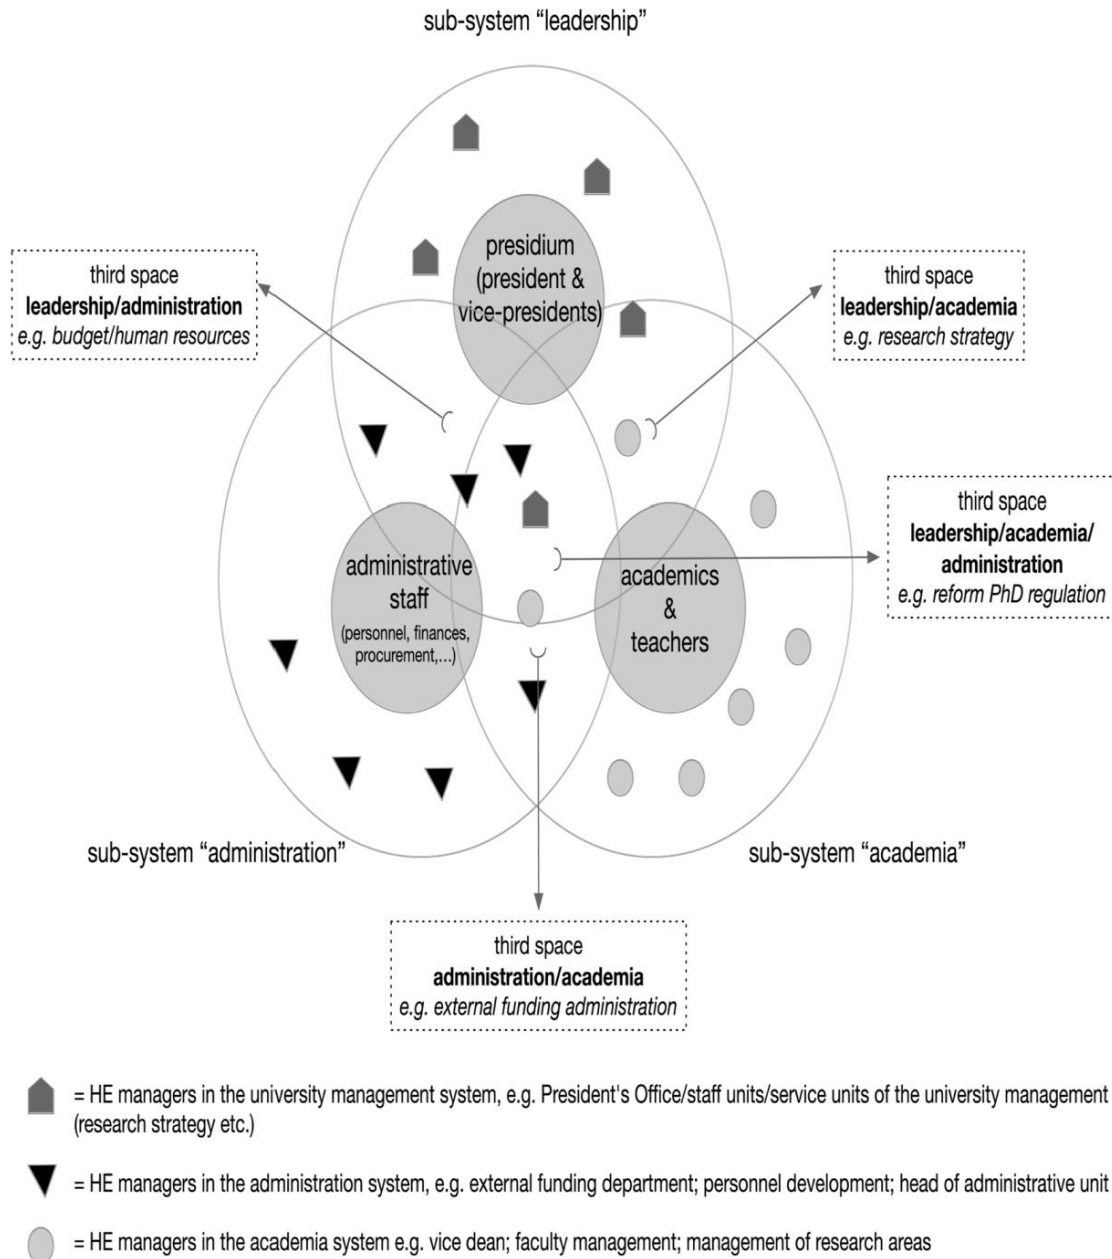 sub-system “leadership”
presidium
(president &
vice-presidents)
third space
leadership/administration
e.g. budget/human resources
third space
leadership/academia
e.g. research strategy
third space
leadership/academia/
administration
e.g. reform PhD regulation
administrative
staff
(personnel, finances,
procurement,...)
academics
&
teachers
sub-system “administration”
sub-system “academia”
third space
administration/academia
e.g. external funding administration
= HE managers in the university management system, e.g. President's Office/staff units/service units of the university management
(research strategy etc.)
= HE managers in the administration system, e.g. external funding department; personnel development; head of administrative unit
= HE managers in the academia system e.g. vice dean; faculty management; management of research areas